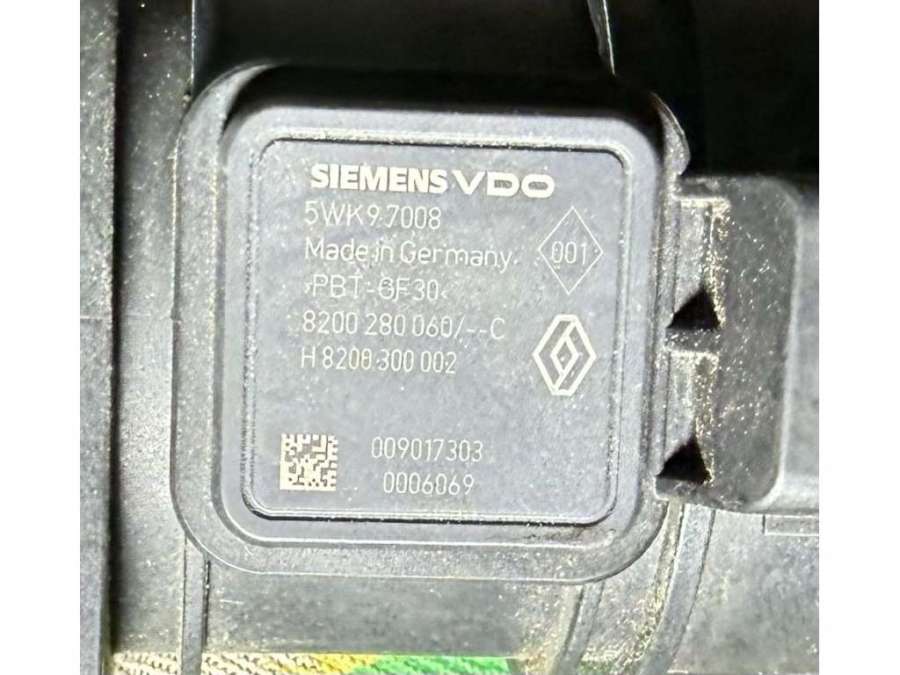 SIEMENS VDO
5WK9 7008
Made in Germany.
001
>PBT-GF30<
8200 280 060/--C
H 8200 300 002
009017303
0006069